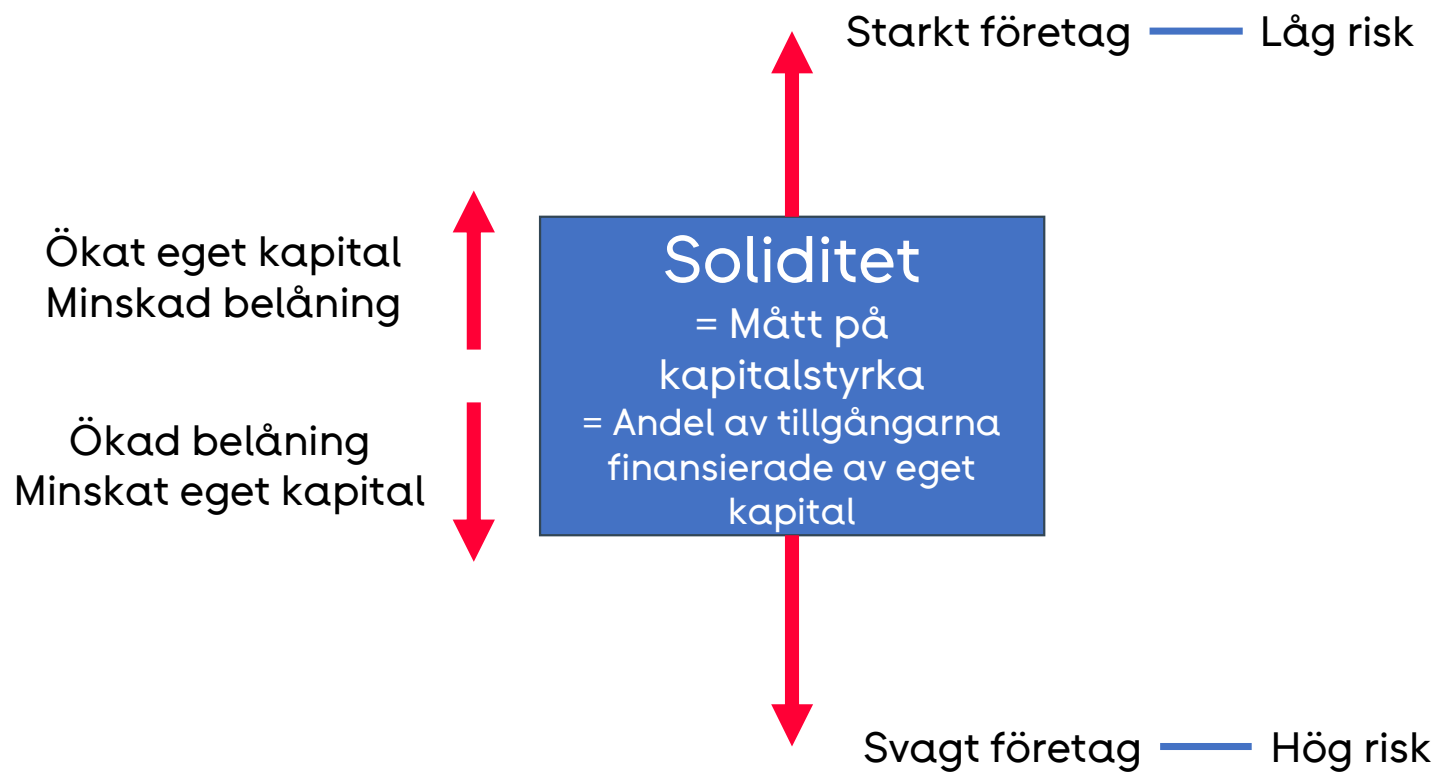 Starkt företag
Låg risk
Ökat eget kapital
Minskad belåning
Soliditet
= Mått på
kapitalstyrka
= Andel av tillgångarna
finansierade av eget
kapital
Ökad belåning
Minskat eget kapital
Svagt företag
Hög risk